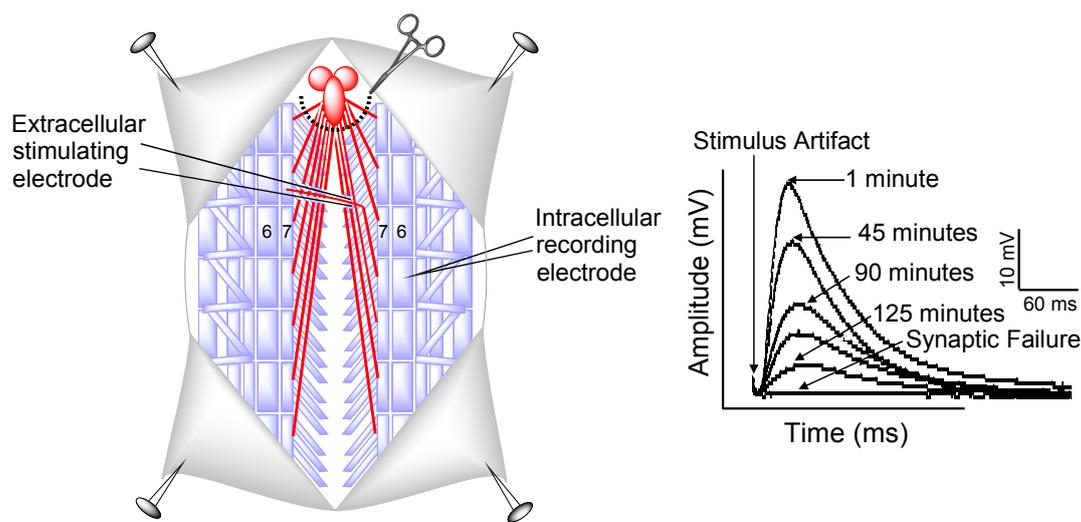 Extracellular
stimulating
electrode
6 7
7 6
Intracellular
recording
electrode
Stimulus Artifact
Amplitude (mV)
1 minute
45 minutes
90 minutes
125 minutes
Synaptic Failure
10 mV
60 ms
Time (ms)